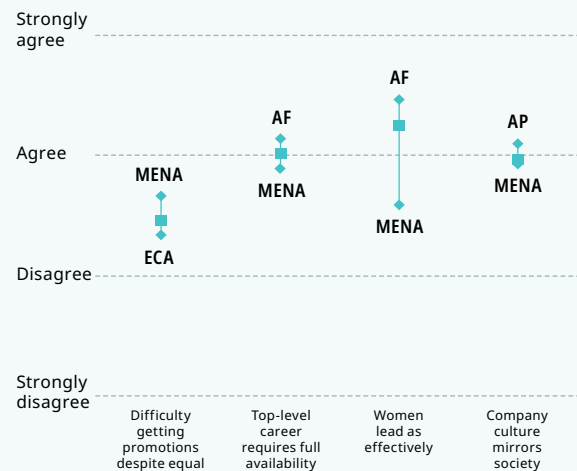 Strongly
agree
AF
AF
AP
Agree
MENA
MENA
MENA
MENA
ECA
Disagree
Strongly
disagree
Difficulty
getting
promotions
despite equal
Top-level
career
requires full
availability
Women
lead as
effectively
Company
culture
mirrors
society